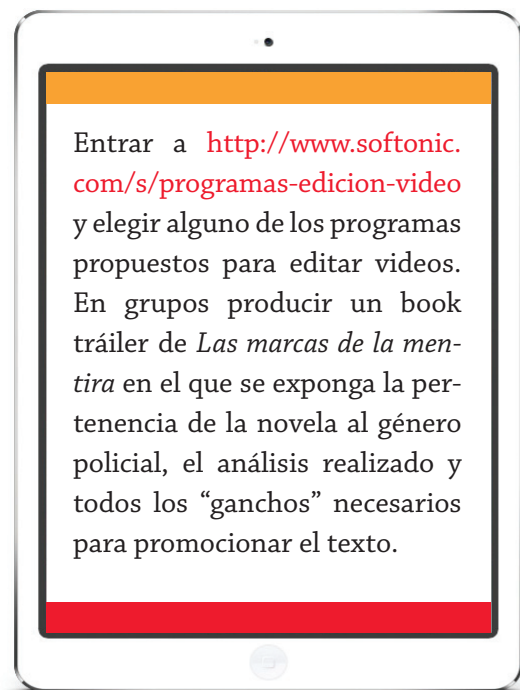 Entrar a http://www.softonic.
com/s/programas-edicion-video
y elegir alguno de los programas
propuestos para editar videos.
En grupos producir un book
tráiler de Las marcas de la men-
tira en el que se exponga la per-
tenencia de la novela al género
policial, el análisis realizado y
todos los “ganchos” necesarios
para promocionar el texto.